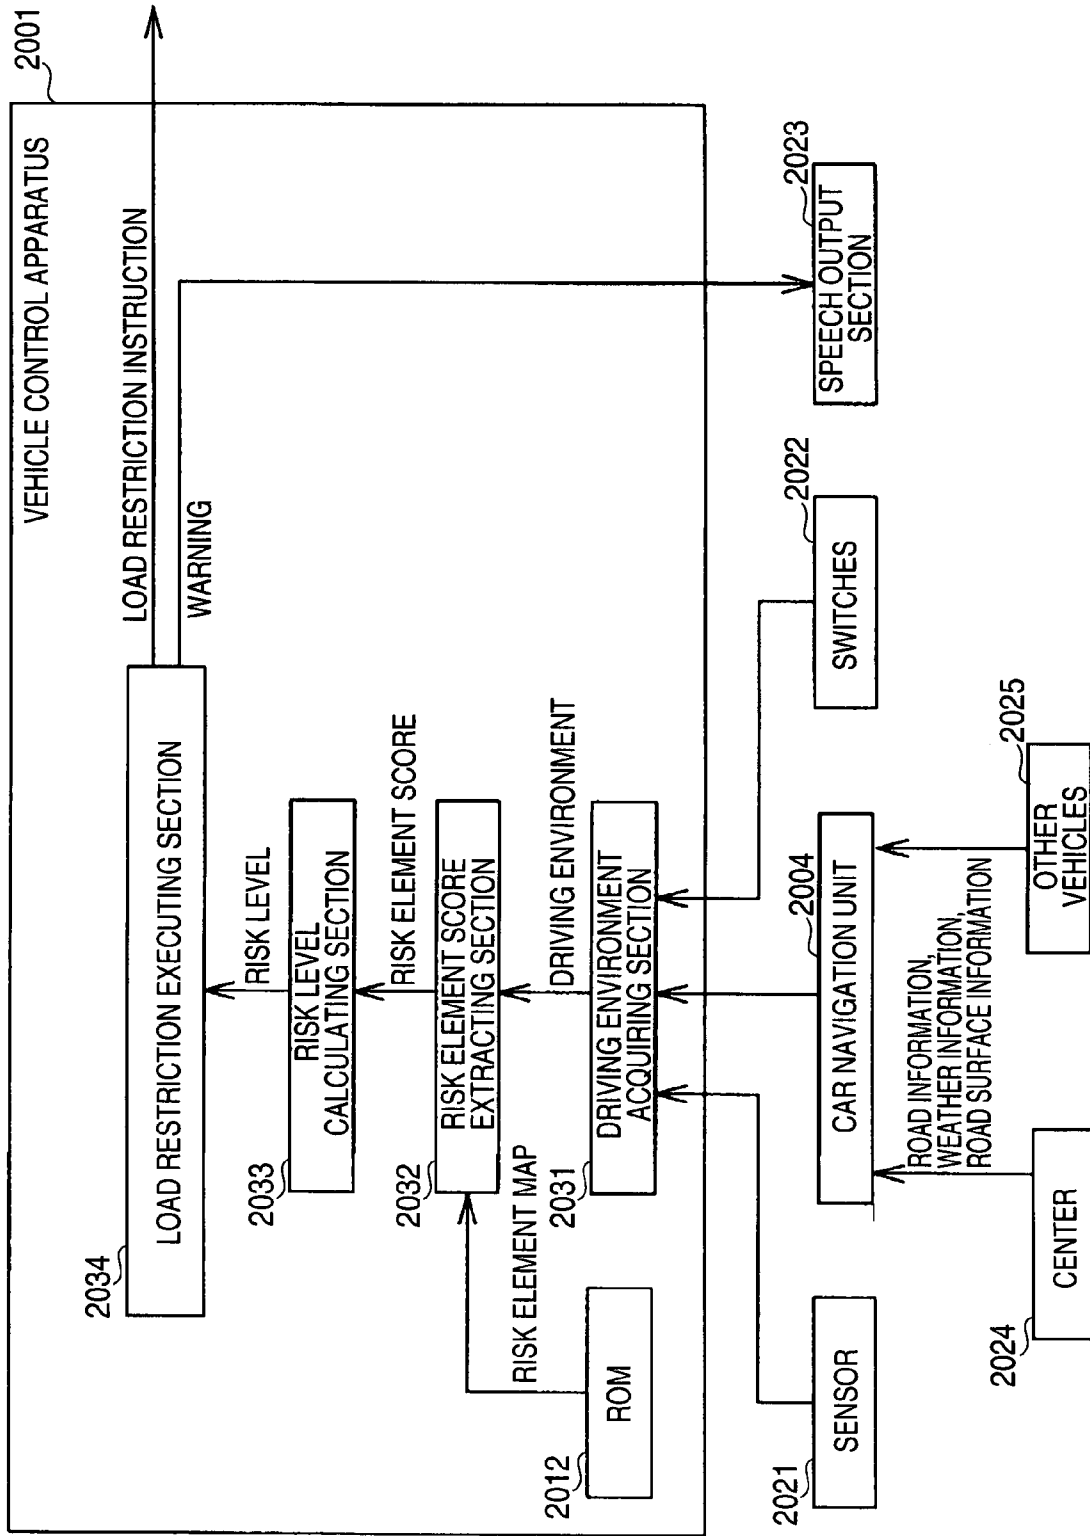 VEHICLE CONTROL APPARATUS
2001
LOAD RESTRICTION INSTRUCTION
WARNING
2034
LOAD RESTRICTION EXECUTING SECTION
RISK LEVEL
2033
RISK LEVEL
CALCULATING SECTION
RISK ELEMENT SCORE
2032
RISK ELEMENT SCORE
EXTRACTING SECTION
RISK ELEMENT MAP
DRIVING ENVIRONMENT
2012
ROM
2031
DRIVING ENVIRONMENT
ACQUIRING SECTION
2021
SENSOR
CAR NAVIGATION UNIT
2004
SWITCHES
2022
SPEECH OUTPUT
SECTION
2023
ROAD INFORMATION,
WEATHER INFORMATION,
ROAD SURFACE INFORMATION
2024
CENTER
OTHER
VEHICLES
2025